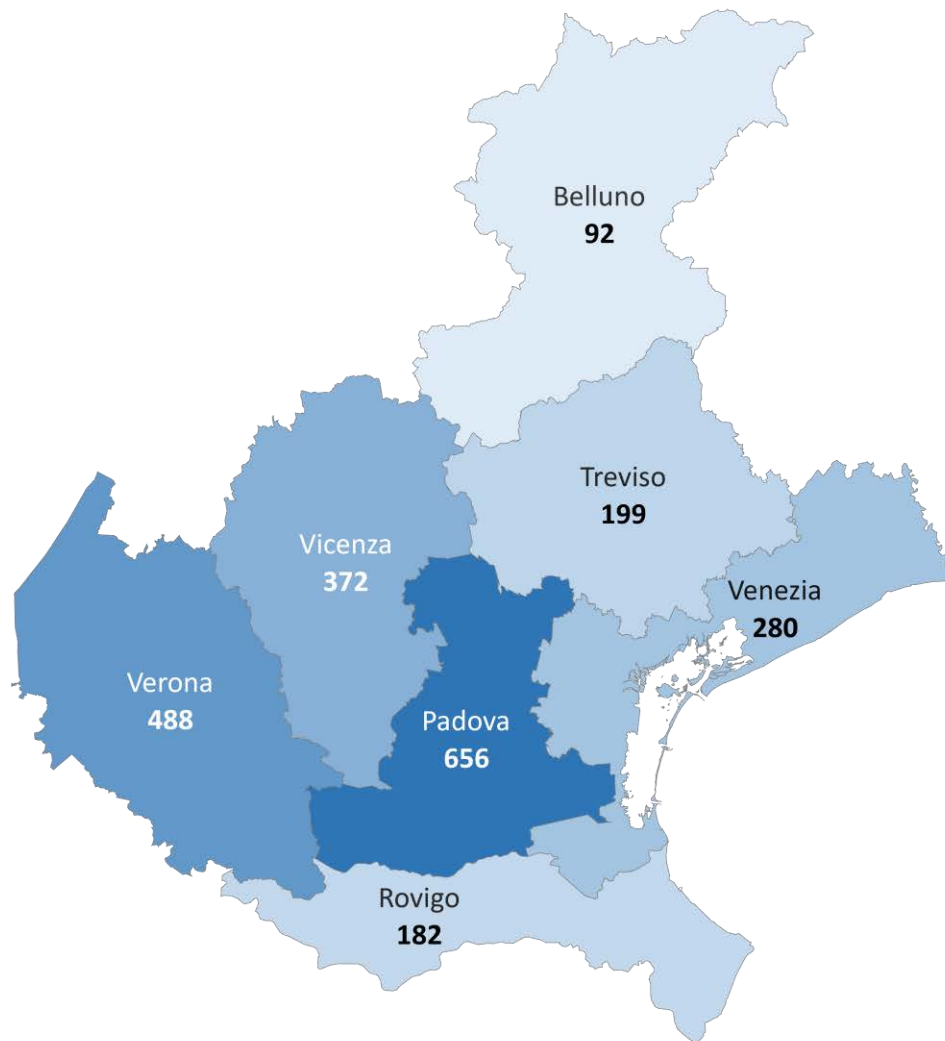 Belluno
92
Treviso
199
Vicenza
372
Venezia
280
Verona
488
Padova
656
Rovigo
182